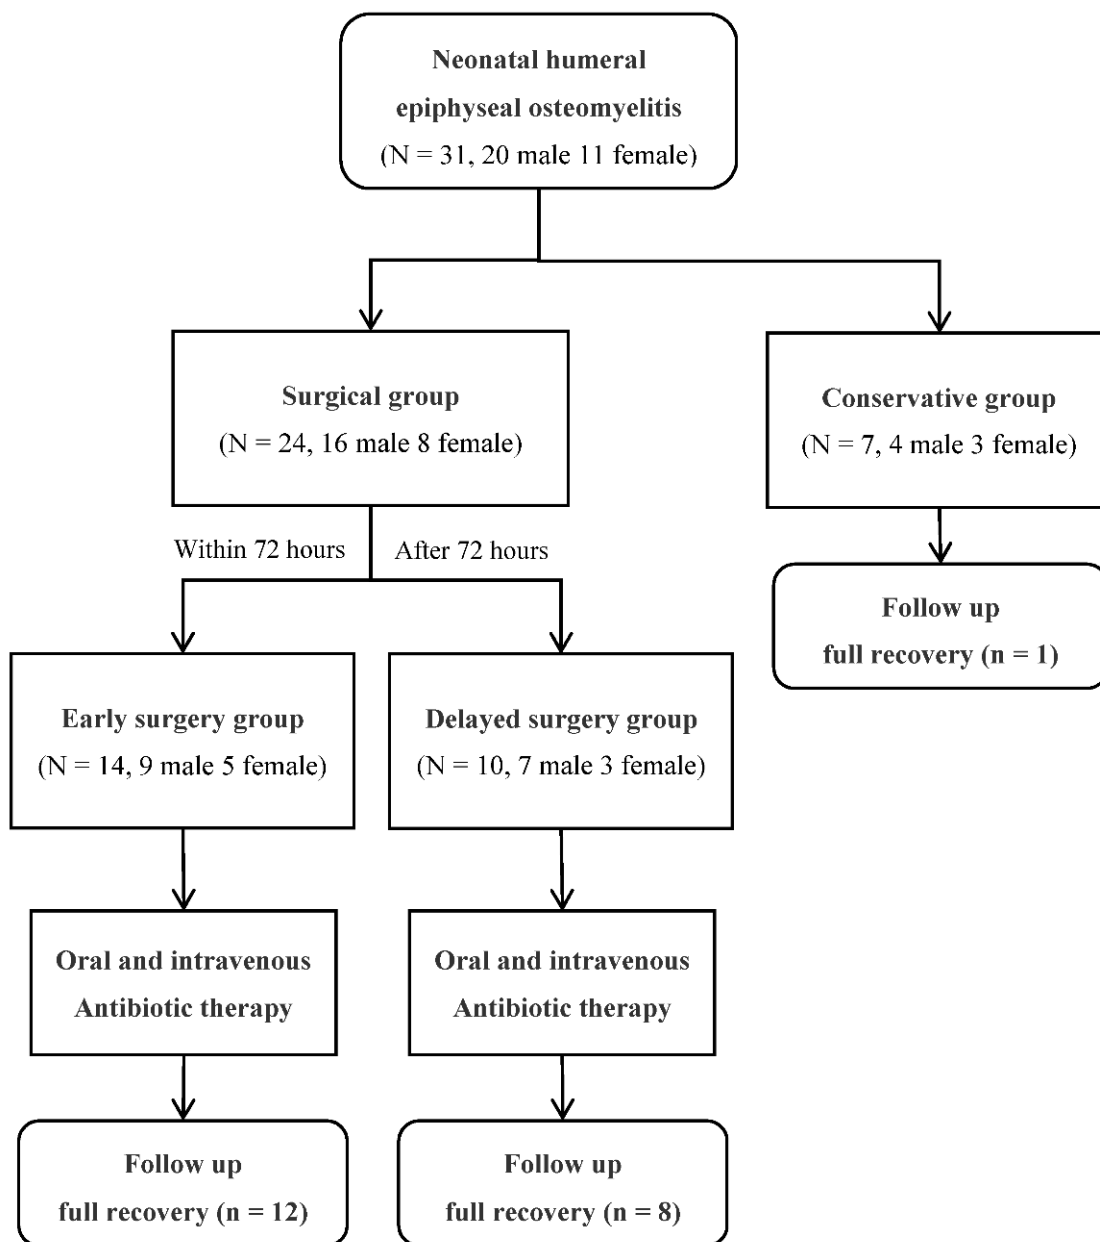 Neonatal humeral
epiphyseal osteomyelitis
(N = 31, 20 male 11 female)
Surgical group
(N = 24, 16 male 8 female)
Conservative group
(N = 7, 4 male 3 female)
Within 72 hours
After 72 hours
Follow up
full recovery (n = 1)
Early surgery group
(N = 14, 9 male 5 female)
Delayed surgery group
(N = 10, 7 male 3 female)
Oral and intravenous
Antibiotic therapy
Oral and intravenous
Antibiotic therapy
Follow up
full recovery (n = 12)
Follow up
full recovery (n = 8)